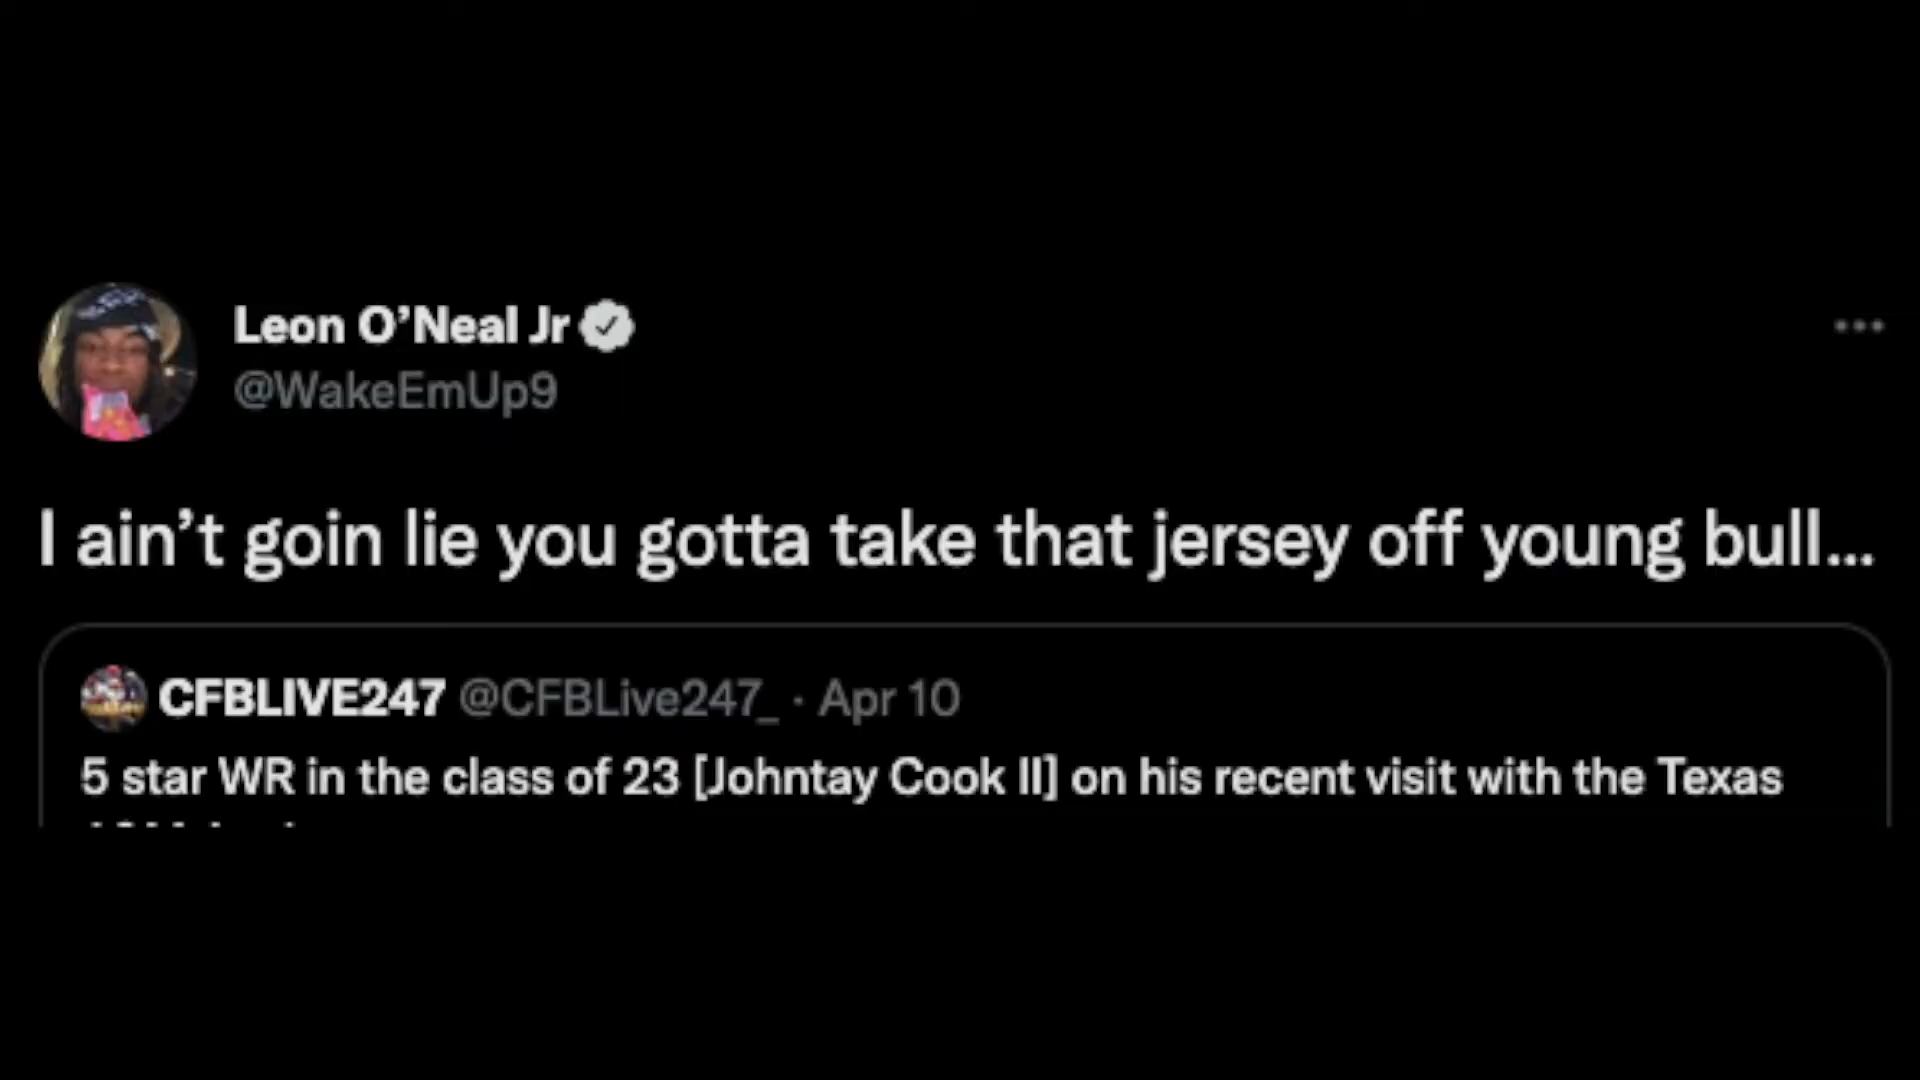 Leon O’Neal Jr
@WakeEmUp9
I ain’t goin lie you gotta take that jersey off young bull...
CFBLIVE247 @CFBLive247_ · Apr 10
5 star WR in the class of 23 [Johntay Cook II] on his recent visit with the Texas